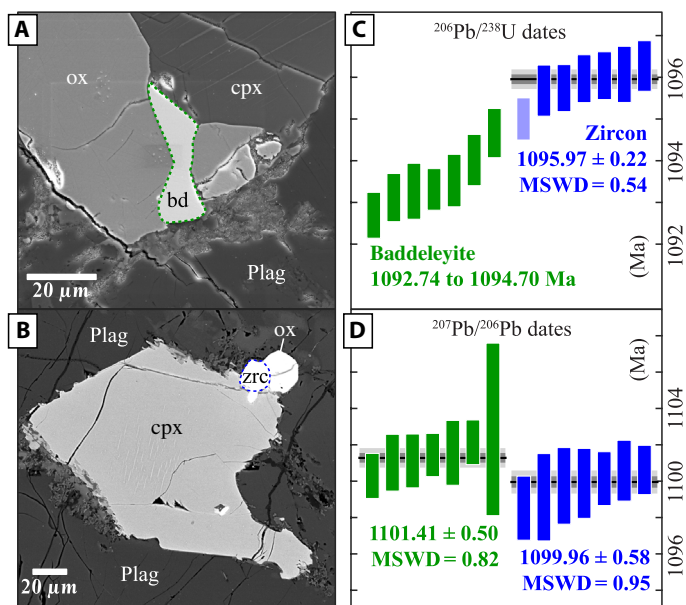 A
ox
cpx
bd
Plag
20 µm
B
Plag
ox
zrc
cpx
Plag
20 µm
C
206Pb/238U dates
1096
1094
1092
(Ma)
Zircon
1095.97 ± 0.22
MSWD = 0.54
Baddeleyite
1092.74 to 1094.70 Ma
D
207Pb/206Pb dates
(Ma)
1104
1100
1096
1101.41 ± 0.50
MSWD = 0.82
1099.96 ± 0.58
MSWD = 0.95